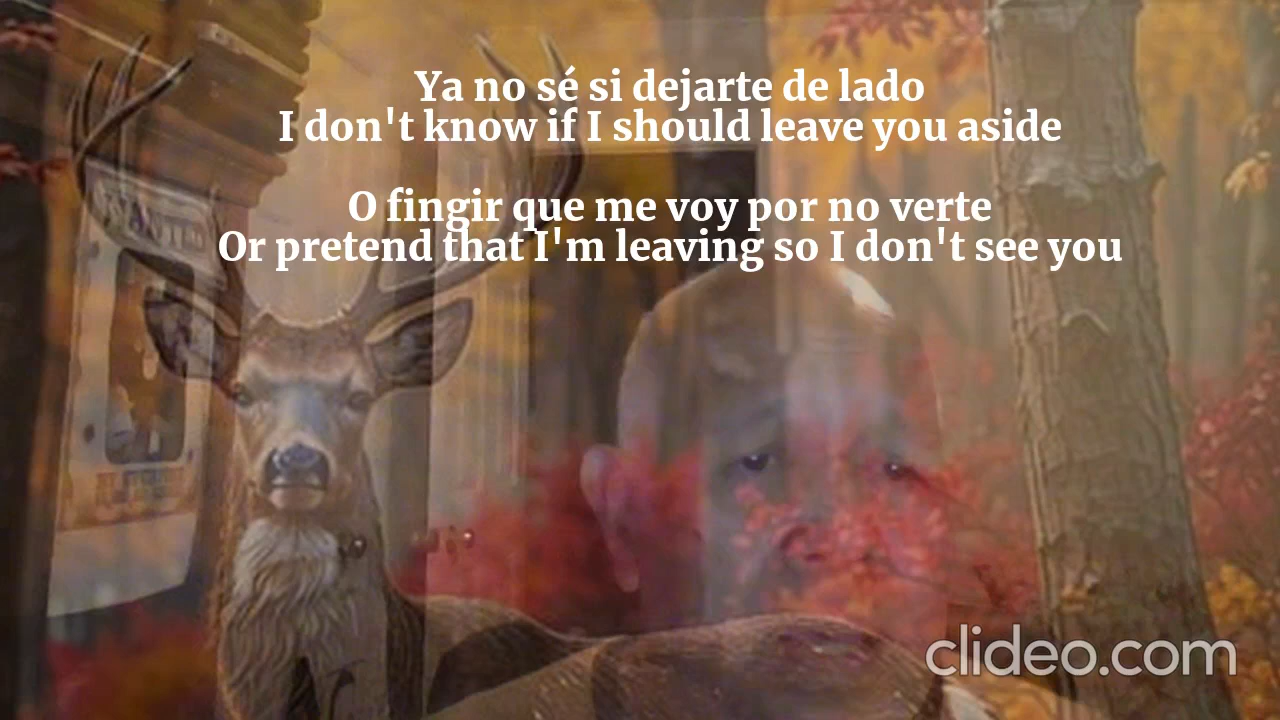 Ya no sé si dejarte de lado
I don't know if I should leave you aside
O fingir que me voy por no verte
Or pretend that I'm leaving so I don't see you
WANTED
clideo.com